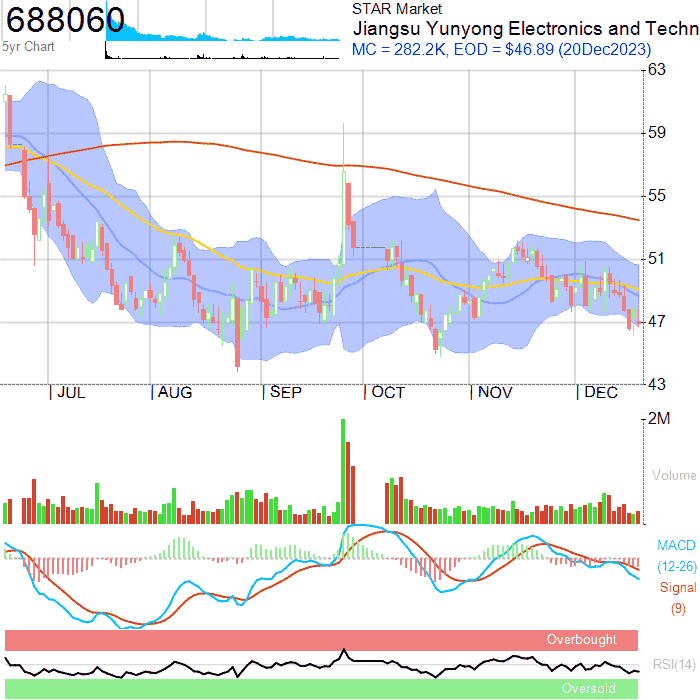 688060
5yr Chart
STAR Market
Jiangsu Yunyong Electronics and Techn
MC = 282.2K, EOD = $46.89 (20Dec2023)
63
59
55
51
47
43
JUL AUG SEP OCT NOV DEC
2M
Volume
MACD
(12-26)
Signal
(9)
Overbought
RSI(14)
Oversold